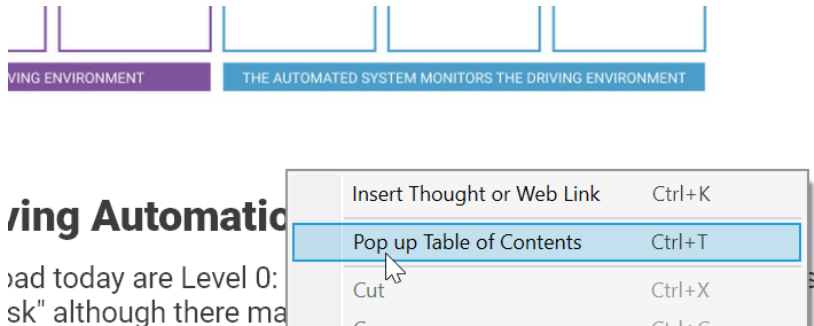 VING ENVIRONMENT
THE AUTOMATED SYSTEM MONITORS THE DRIVING ENVIRONMENT
ving Automatic
Insert Thought or Web Link Ctrl+K
Pop up Table of Contents Ctrl+T
oad today are Level 0:
Cut Ctrl+X
sk" although there ma